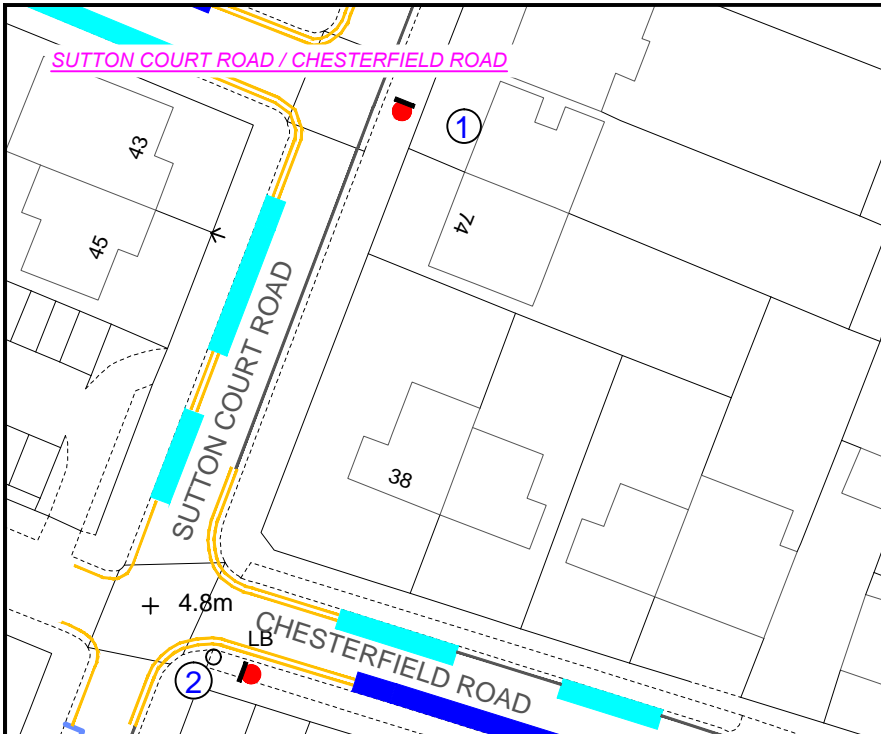 SUTTON COURT ROAD / CHESTERFIELD ROAD
1
43
74
45
SUTTON COURT ROAD
38
4.8m
CHESTERFIELD ROAD
LB
2